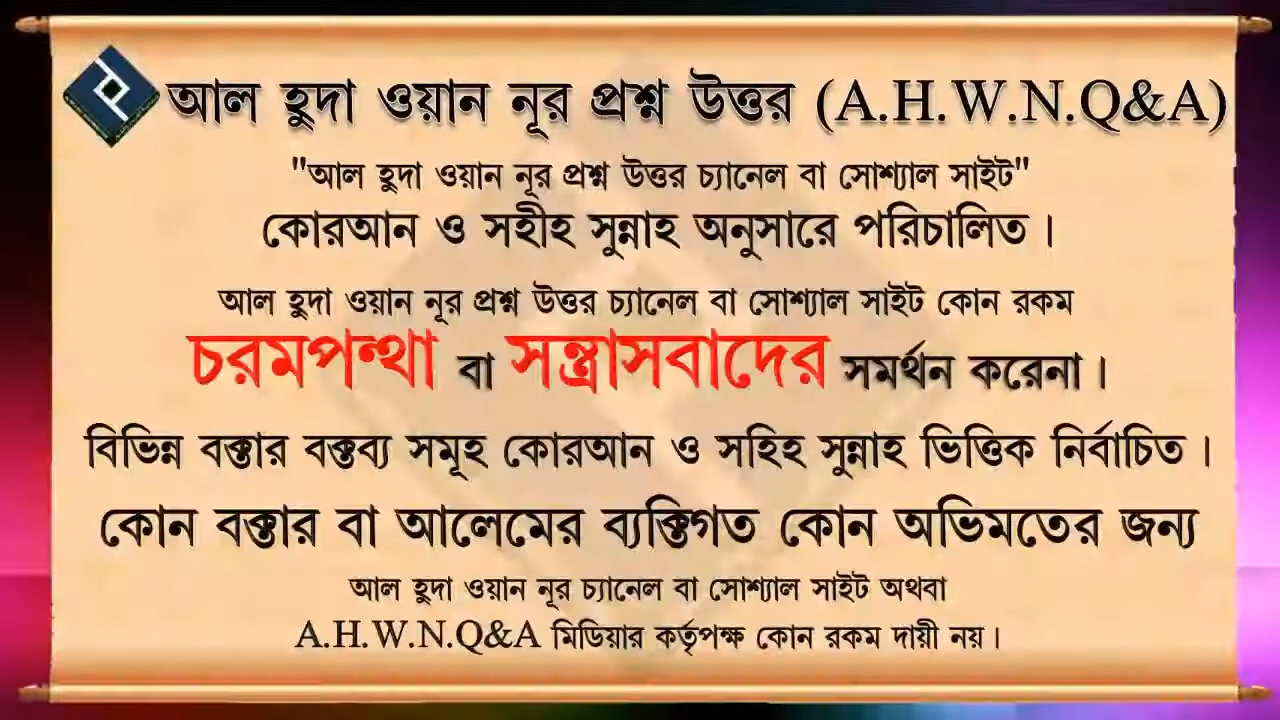 আল হুদা ওয়ান নূর প্রশ্ন উত্তর (A.H.W.N.Q&A)
"আল হুদা ওয়ান নূর প্রশ্ন উত্তর চ্যানেল বা সোশ্যাল সাইট"
কোরআন ও সহীহ সুন্নাহ অনুসারে পরিচালিত।
আল হুদা ওয়ান নূর প্রশ্ন উত্তর চ্যানেল বা সোশ্যাল সাইট কোন রকম
চরমপন্থা বা সন্ত্রাসবাদের সমর্থন করেনা।
বিভিন্ন বক্তার বক্তব্য সমূহ কোরআন ও সহিহ সুন্নাহ ভিত্তিক নির্বাচিত।
কোন বক্তার বা আলেমের ব্যক্তিগত কোন অভিমতের জন্য
আল হুদা ওয়ান নূর চ্যানেল বা সোশ্যাল সাইট অথবা
A.H.W.N.Q&A মিডিয়ার কর্তৃপক্ষ কোন রকম দায়ী নয়।